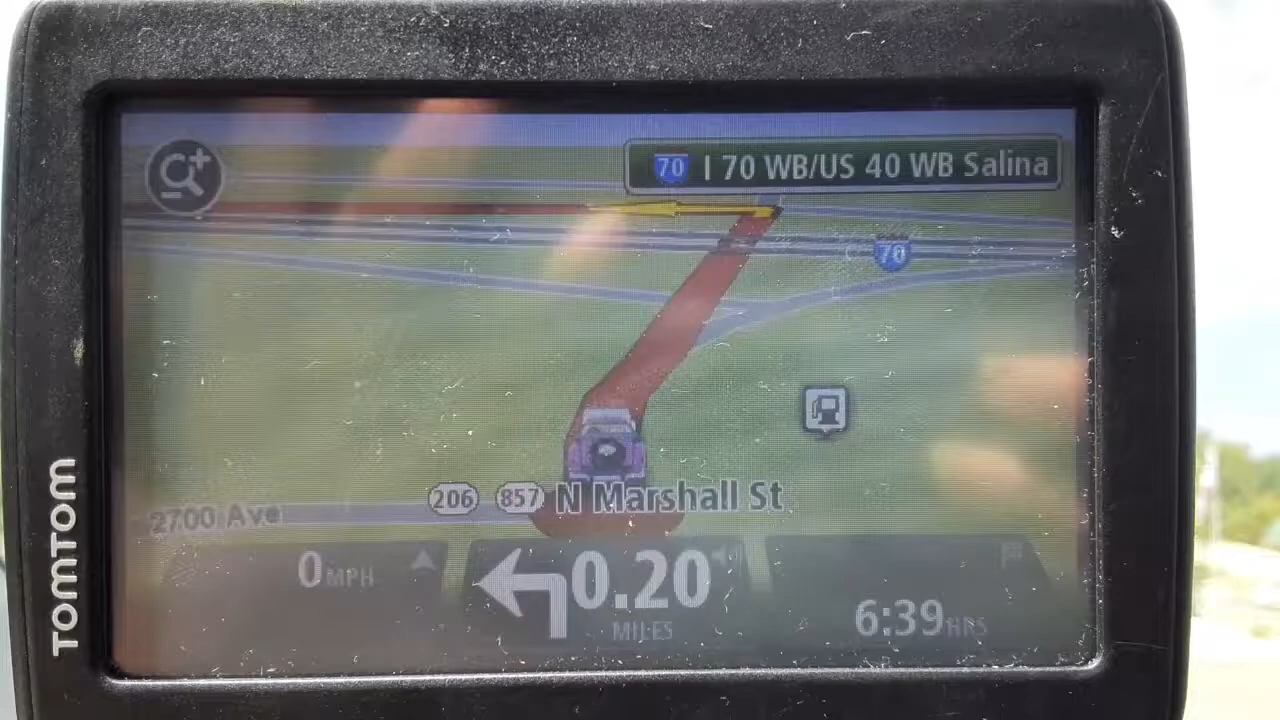 70 I 70 WB/US 40 WB Salina
70
206 857 N Marshall St
2700 Ave
0 MPH
0.20
MILES
6:39 HRS
TOMTOM